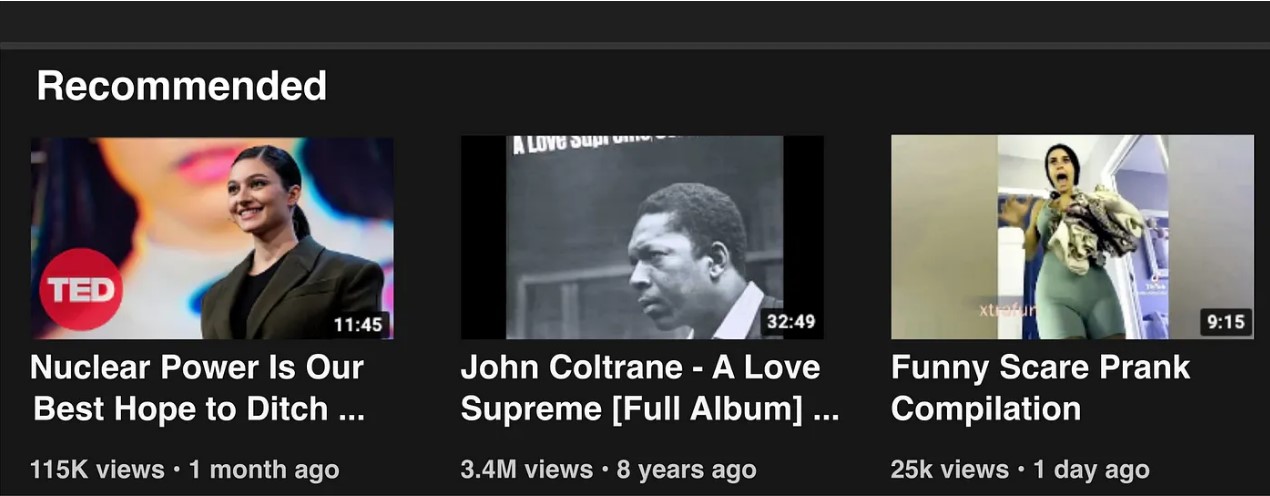 Recommended
TED
11:45
Nuclear Power Is Our
Best Hope to Ditch ...
115K views • 1 month ago
A Love
32:49
John Coltrane - A Love
Supreme [Full Album] ...
3.4M views • 8 years ago
xtrafun
TikTok
9:15
Funny Scare Prank
Compilation
25k views • 1 day ago